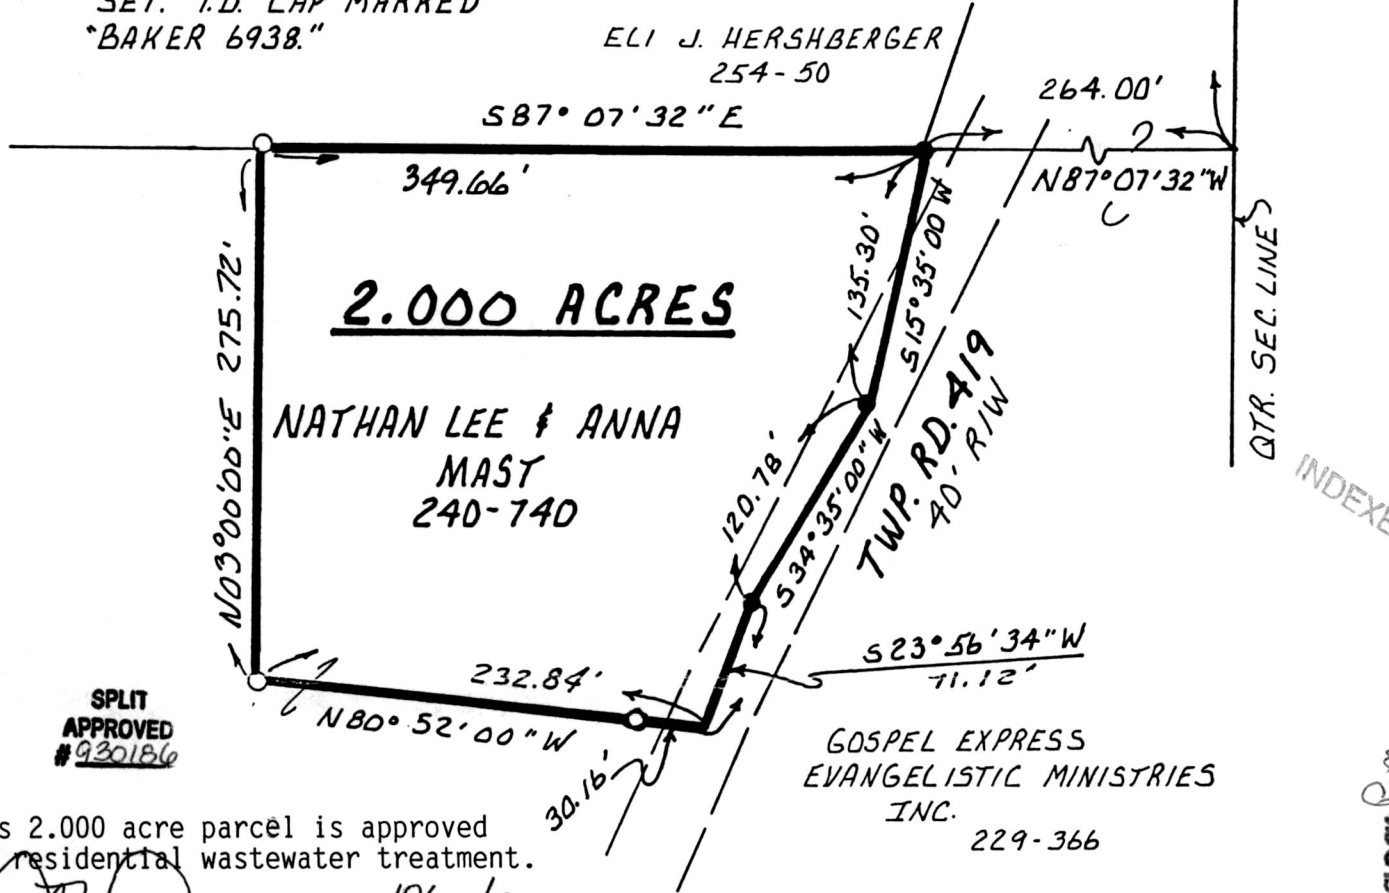 SET. I.D. CAP MARKED
"BAKER 6938."
ELI J. HERSHBERGER
254-50
264.00'
S87° 07'32"E
349.66'
N87°07'32"W
135.30'
S15°35'00"W
QTR. SEC. LINE
N03°00'00"E 275.72'
2.000 ACRES
NATHAN LEE & ANNA
MAST
240-740
120.78'
S34°35'00"W
TWP. RD. 419
40' R/W
INDEXE
S23°56'34"W
71.12'
232.84'
N80°52'00"W
30.16'
SPLIT
APPROVED
#930186
GOSPEL EXPRESS
EVANGELISTIC MINISTRIES
INC.
229-366
s 2.000 acre parcel is approved
residential wastewater treatment.